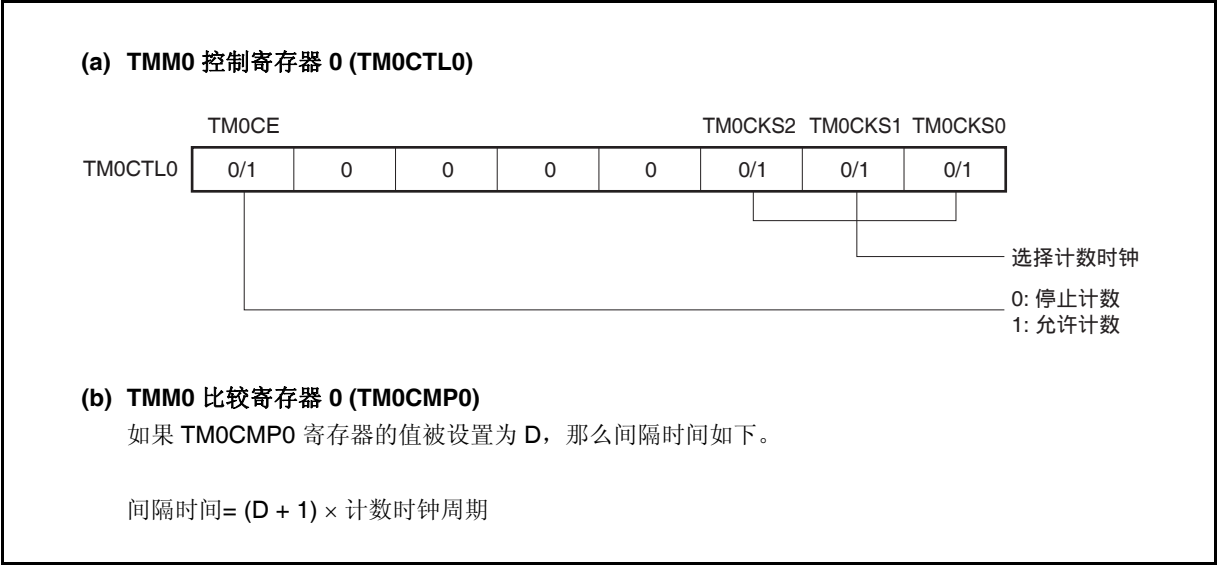 (a) TMM0 控制寄存器 0 (TM0CTL0)
TM0CE TM0CKS2 TM0CKS1 TM0CKS0
TM0CTL0 0/1 0 0 0 0 0/1 0/1 0/1
选择计数时钟
0: 停止计数
1: 允许计数
(b) TMM0 比较寄存器 0 (TM0CMP0)
如果 TM0CMP0 寄存器的值被设置为 D，那么间隔时间如下。
间隔时间= (D + 1) × 计数时钟周期